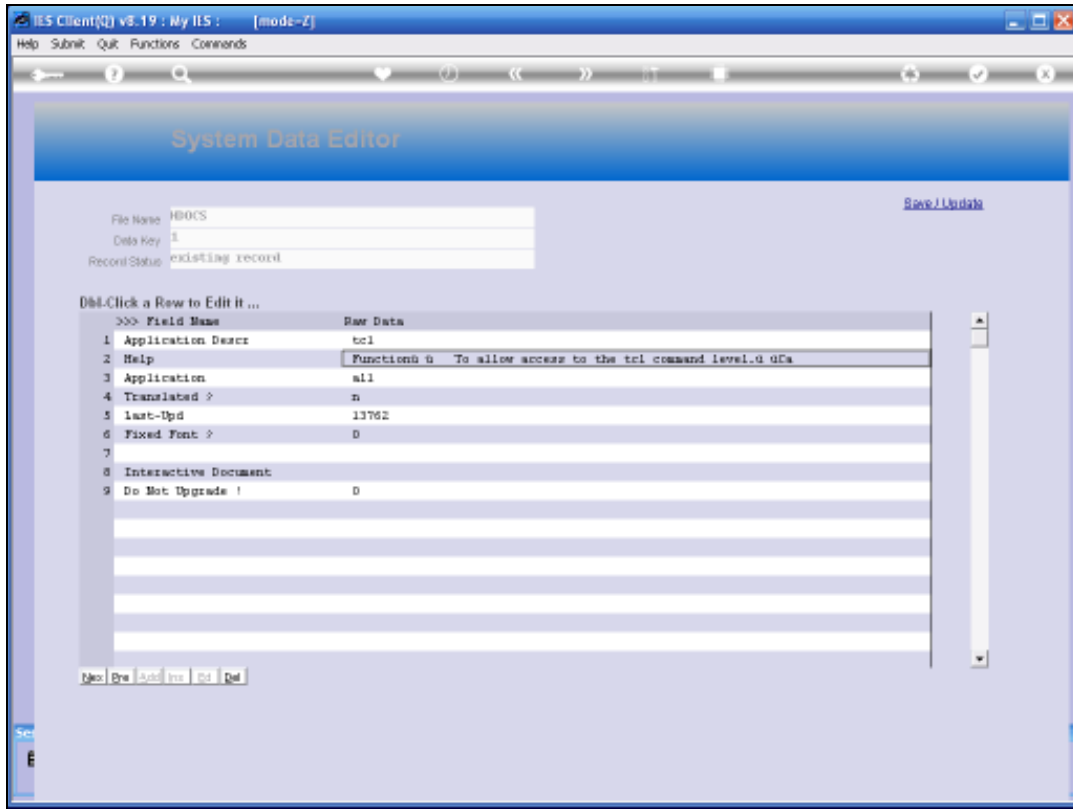 IES Client(Q) v8.19 : My IES : [mode-Z]
Help Submit Quit Functions Commands
System Data Editor
Save / Update
File Name HDOCS
Data Key 1
Record Status existing record
Dbl-Click a Row to Edit it ...
>>> Field Name Raw Data
1 Application Descr tcl
2 Help Functionü ü To allow access to the tcl command level.ü üCa
3 Application all
4 Translated ? n
5 last-Upd 13762
6 Fixed Font ? 0
7
8 Interactive Document
9 Do Not Upgrade ! 0
Nex Pre Add Ins Ed Del